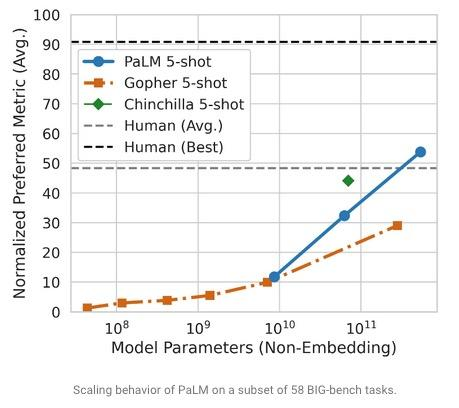 100
90
80
70
60
50
40
30
20
10
0
Normalized Preferred Metric (Avg.)
PaLM 5-shot
Gopher 5-shot
Chinchilla 5-shot
Human (Avg.)
Human (Best)
10⁸ 10⁹ 10¹⁰ 10¹¹
Model Parameters (Non-Embedding)
Scaling behavior of PaLM on a subset of 58 BIG-bench tasks.